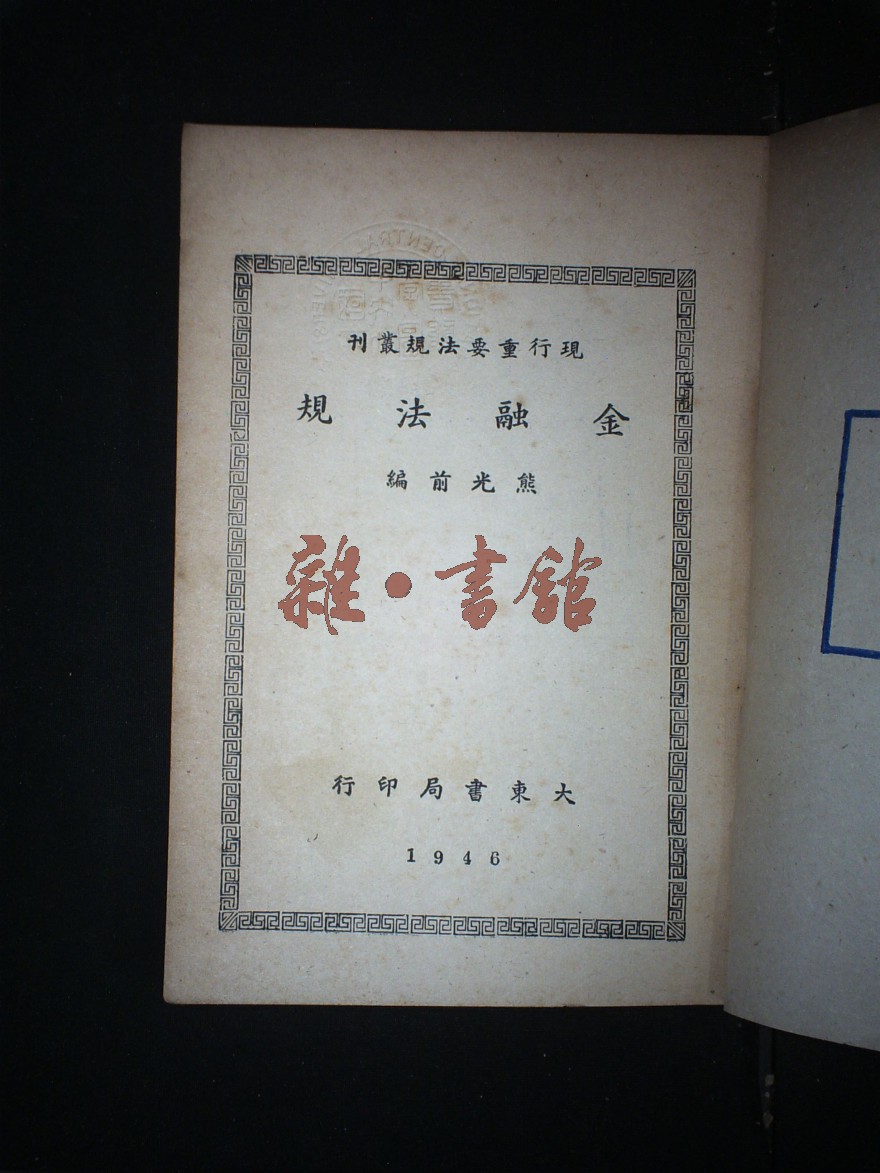 現行重要法規叢刊
金融法規
熊光前編
雜·書館
大東書局印行
1946